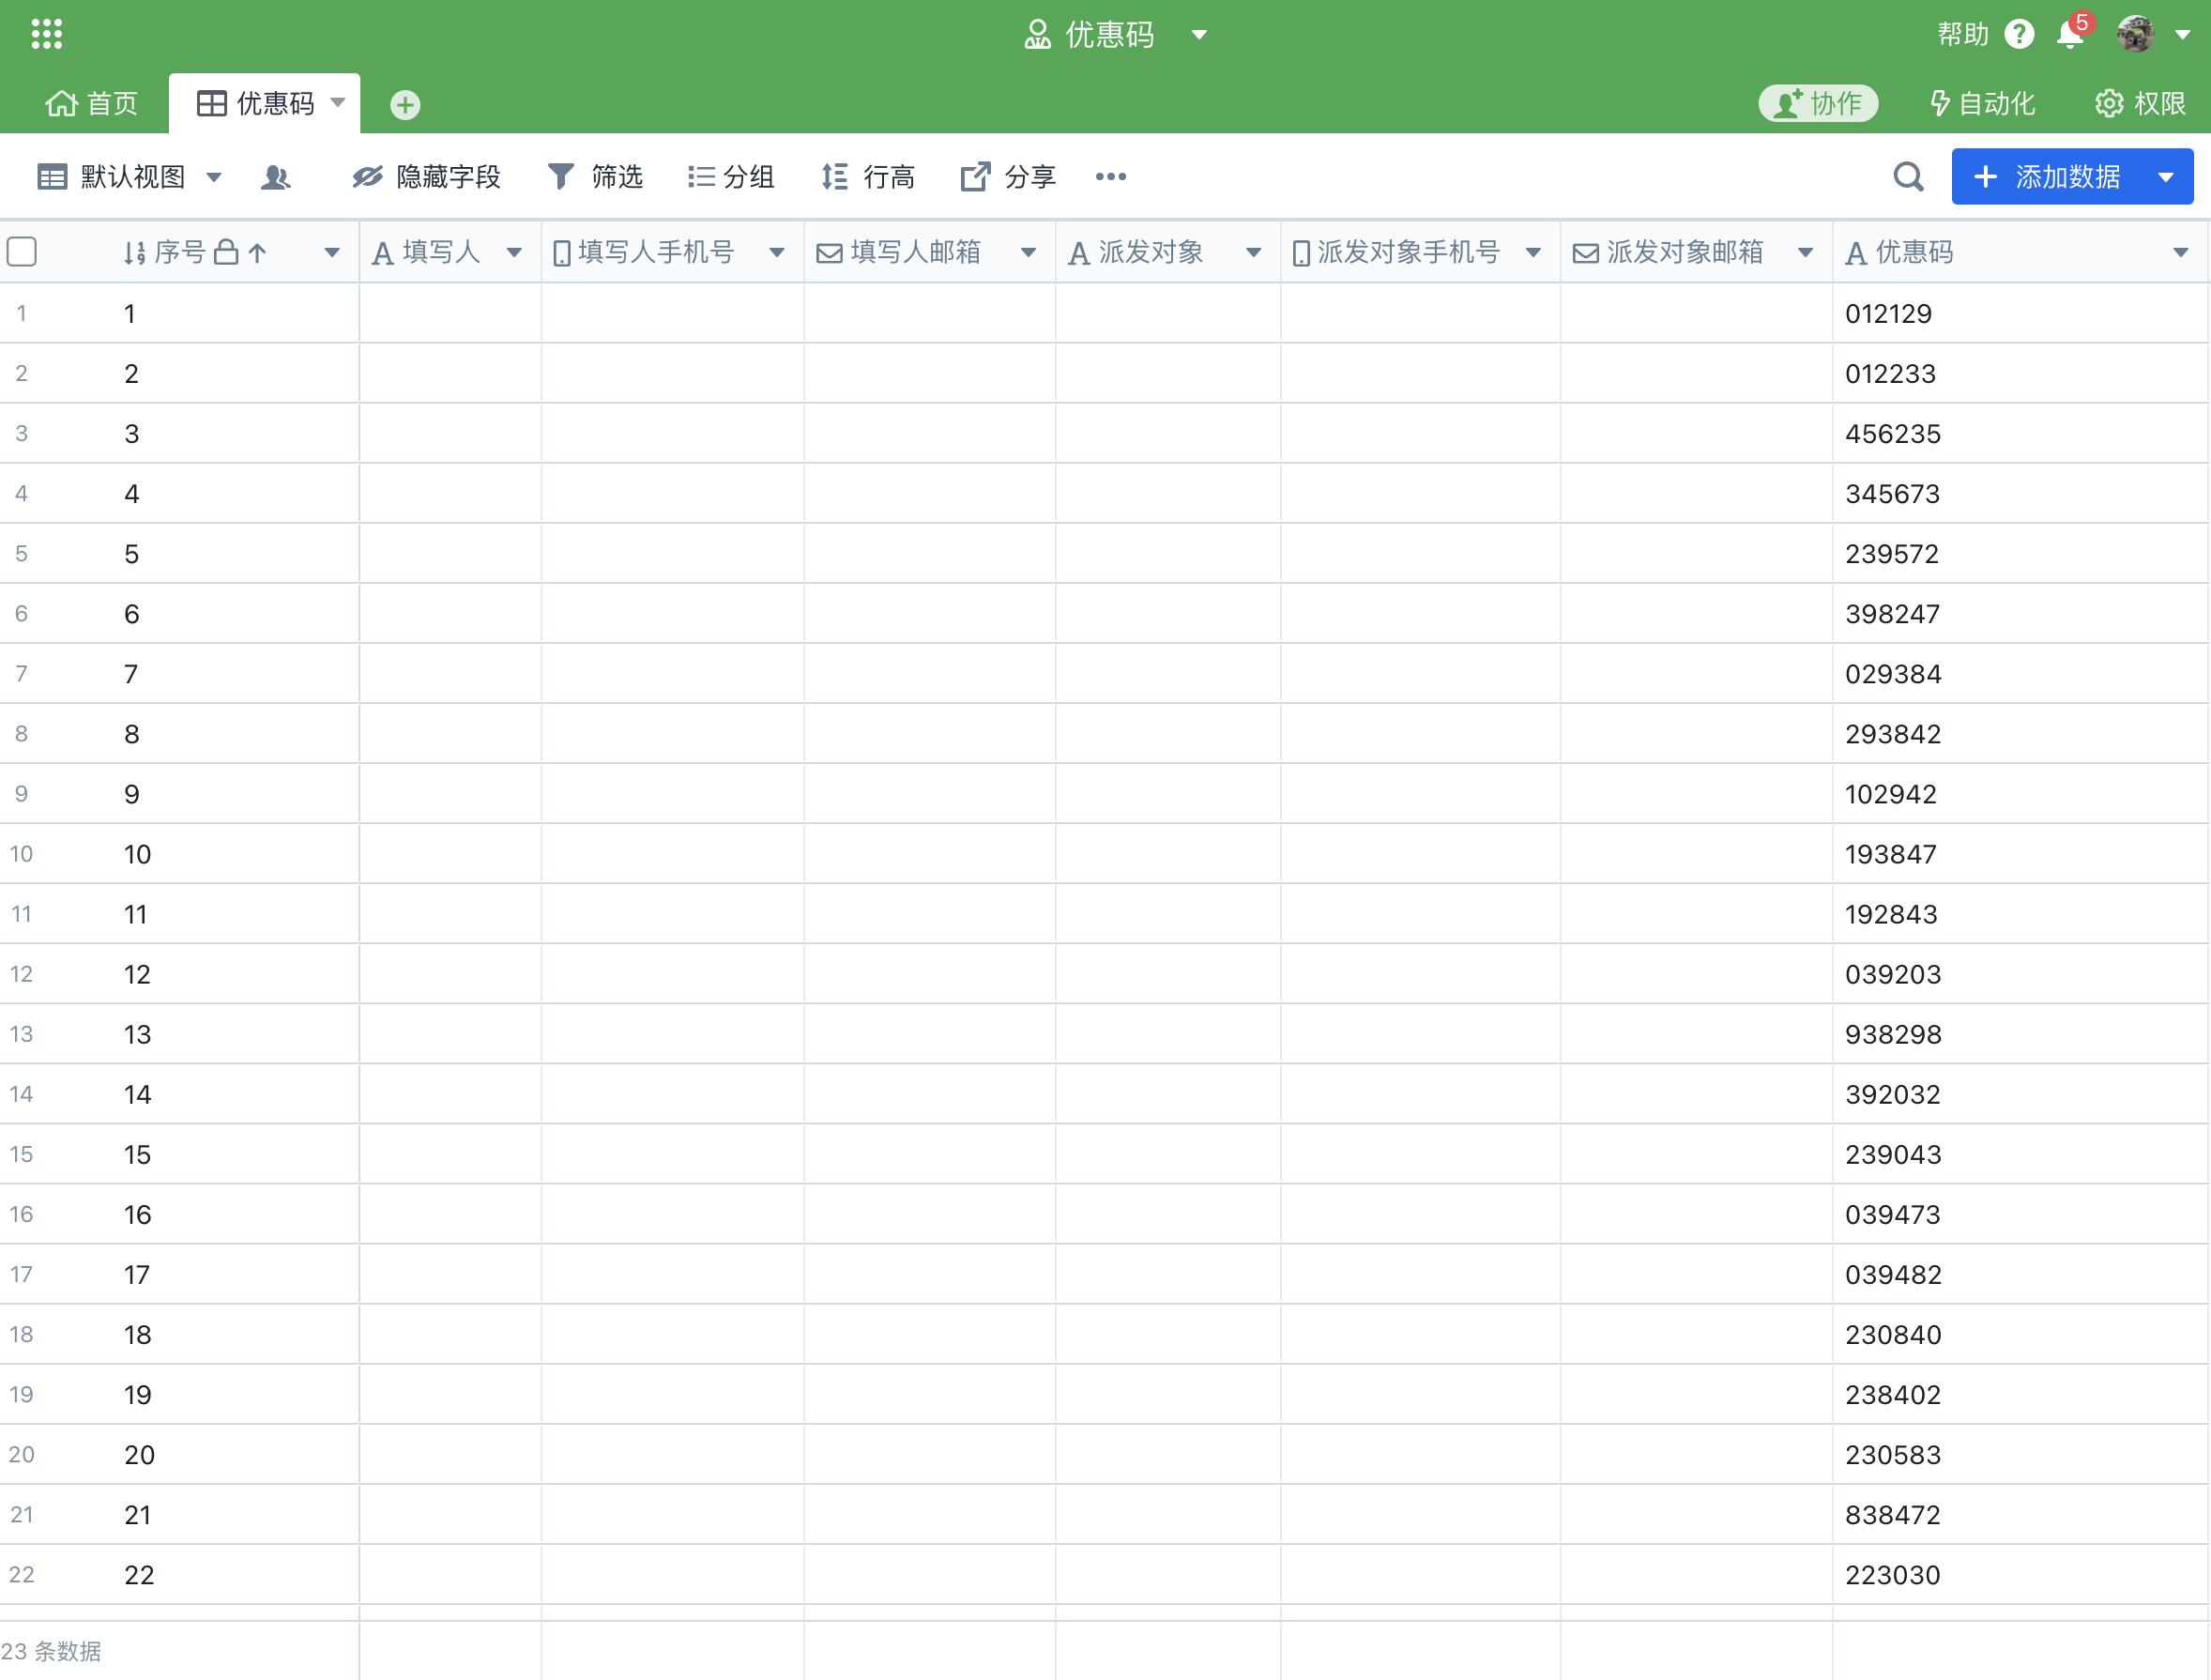 优惠码
帮助 ? 5
首页 优惠码 协作 自动化 权限
默认视图 隐藏字段 筛选 分组 行高 分享 添加数据
序号 填写人 填写人手机号 填写人邮箱 派发对象 派发对象手机号 派发对象邮箱 优惠码
1 1 012129
2 2 012233
3 3 456235
4 4 345673
5 5 239572
6 6 398247
7 7 029384
8 8 293842
9 9 102942
10 10 193847
11 11 192843
12 12 039203
13 13 938298
14 14 392032
15 15 239043
16 16 039473
17 17 039482
18 18 230840
19 19 238402
20 20 230583
21 21 838472
22 22 223030
23 条数据